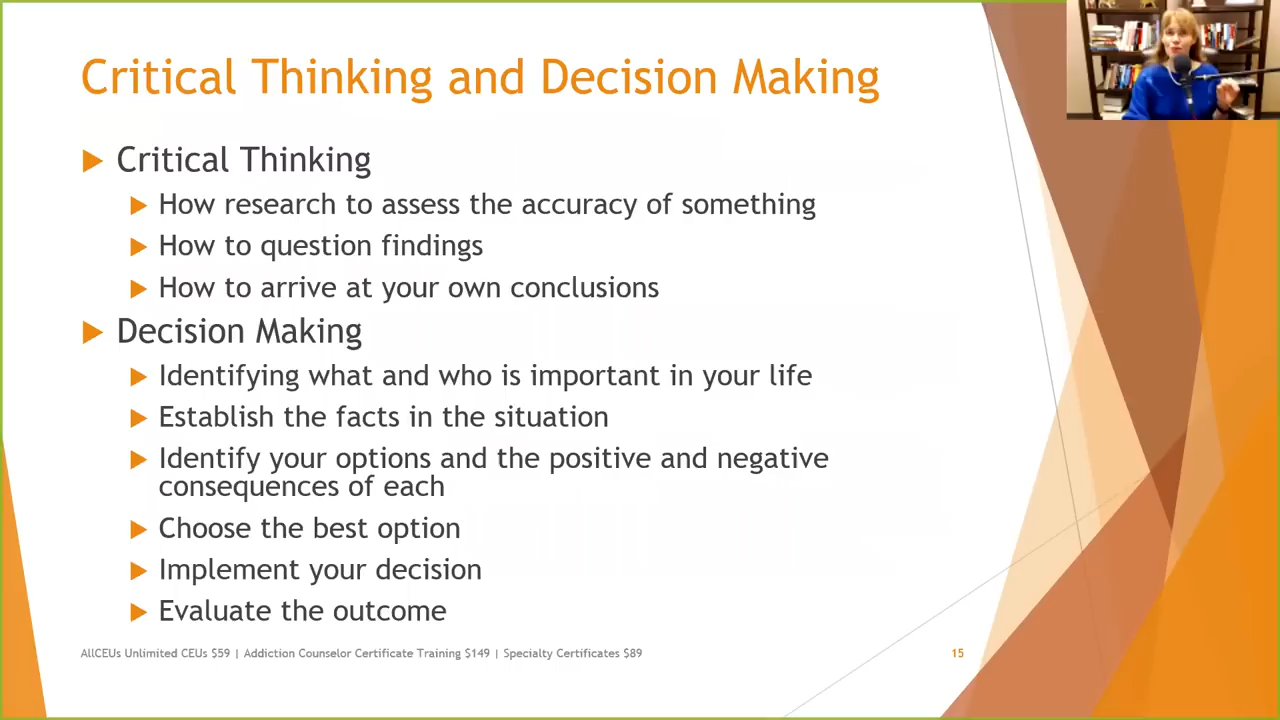 Critical Thinking and Decision Making
Critical Thinking
How research to assess the accuracy of something
How to question findings
How to arrive at your own conclusions
Decision Making
Identifying what and who is important in your life
Establish the facts in the situation
Identify your options and the positive and negative
consequences of each
Choose the best option
Implement your decision
Evaluate the outcome
AllCEUs Unlimited CEUs $59 | Addiction Counselor Certificate Training $149 | Specialty Certificates $89
15